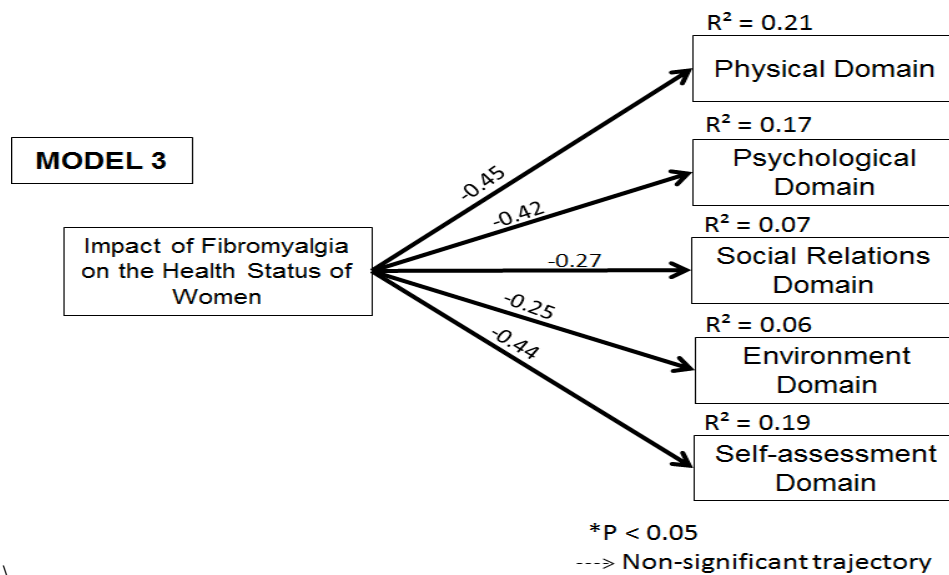 R² = 0.21
Physical Domain
R² = 0.17
MODEL 3
Psychological
Domain
-0.45
-0.42
R² = 0.07
Impact of Fibromyalgia
on the Health Status of
Women
-0.27
Social Relations
Domain
-0.25
R² = 0.06
-0.44
Environment
Domain
R² = 0.19
Self-assessment
Domain
*P < 0.05
---> Non-significant trajectory
\